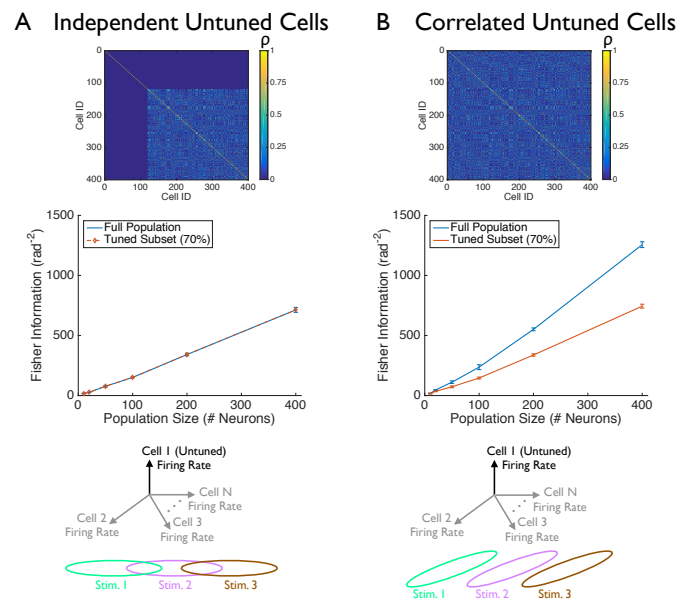 A Independent Untuned Cells
ρ
0
100
200
300
400
Cell ID
0 200 400
Cell ID
1
0.75
0.5
0.25
0
1500
1000
500
0
Fisher Information (rad⁻²)
Full Population
Tuned Subset (70%)
0 100 200 300 400
Population Size (# Neurons)
Cell 1 (Untuned)
Firing Rate
Cell N
Firing Rate
Cell 2
Firing Rate
Cell 3
Firing Rate
Stim. 1 Stim. 2 Stim. 3
B Correlated Untuned Cells
ρ
0
100
200
300
400
Cell ID
0 200 400
Cell ID
1
0.75
0.5
0.25
0
1500
1000
500
0
Fisher Information (rad⁻²)
Full Population
Tuned Subset (70%)
0 100 200 300 400
Population Size (# Neurons)
Cell 1 (Untuned)
Firing Rate
Cell N
Firing Rate
Cell 2
Firing Rate
Cell 3
Firing Rate
Stim. 1 Stim. 2 Stim. 3